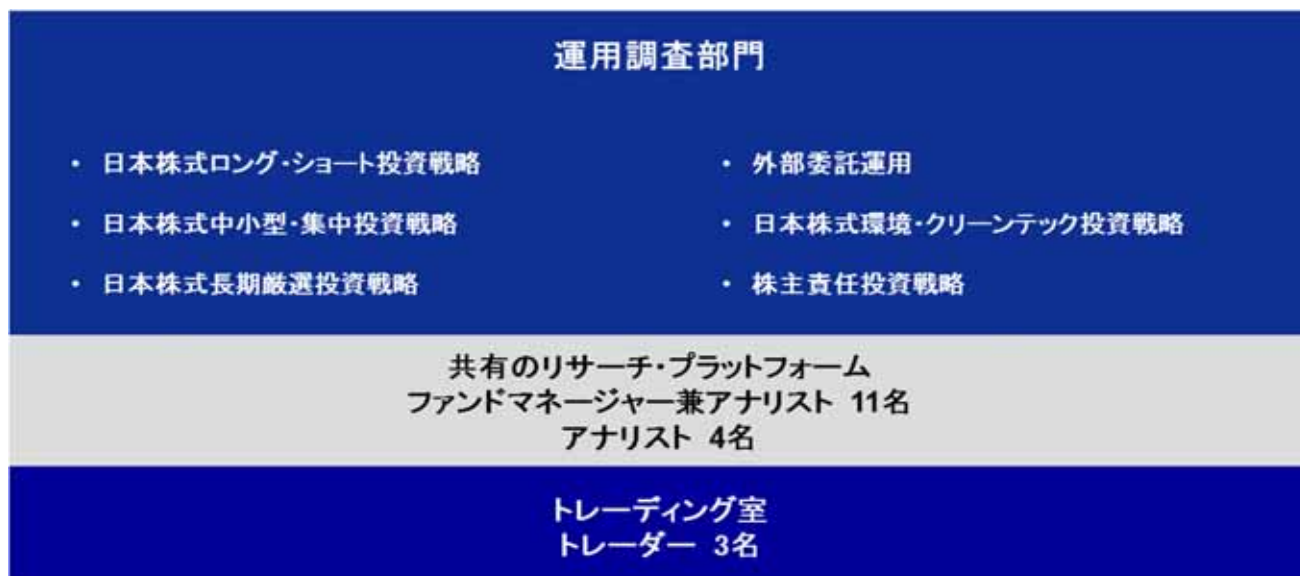 運用調査部門
・ 日本株式ロング・ショート投資戦略
・ 日本株式中小型・集中投資戦略
・ 日本株式長期厳選投資戦略
・ 外部委託運用
・ 日本株式環境・クリーンテック投資戦略
・ 株主責任投資戦略
共有のリサーチ・プラットフォーム
ファンドマネージャー兼アナリスト 11名
アナリスト 4名
トレーディング室
トレーダー 3名